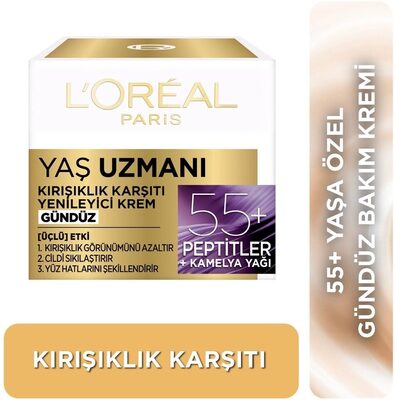 L'ORÉAL
PARIS
YAŞ UZMANI
KIRIŞIKLIK KARŞITI
YENİLEYİCİ KREM
GÜNDÜZ
[ÜÇLÜ] ETKİ
1. KIRIŞIKLIK GÖRÜNÜMÜNÜ AZALTIR
2. CİLDİ SIKILAŞTIRIR
3. YÜZ HATLARINI ŞEKİLLENDİRİR
55+
PEPTİTLER
+ KAMELYA YAĞI
KIRIŞIKLIK KARŞITI
55+ YAŞA ÖZEL
GÜNDÜZ BAKIM KREMİ